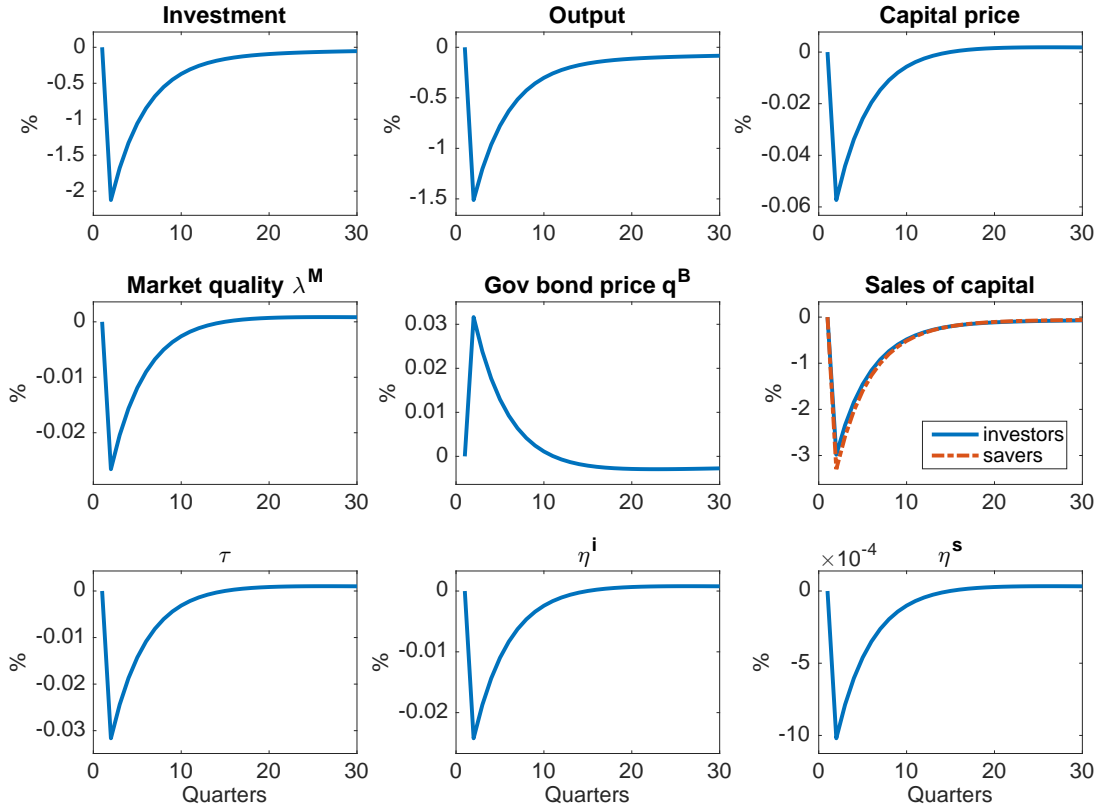 Investment
0
-0.5
-1
-1.5
-2
%
0 10 20 30
Output
0
-0.5
-1
-1.5
%
0 10 20 30
Capital price
0
-0.02
-0.04
-0.06
%
0 10 20 30
Market quality λ^M
0
-0.01
-0.02
%
0 10 20 30
Gov bond price q^B
0.03
0.02
0.01
0
%
0 10 20 30
Sales of capital
0
-1
-2
-3
%
investors
savers
0 10 20 30
τ
0
-0.01
-0.02
-0.03
%
0 10 20 30
Quarters
η^i
0
-0.01
-0.02
%
0 10 20 30
Quarters
×10^-4
η^s
0
-5
-10
%
0 10 20 30
Quarters